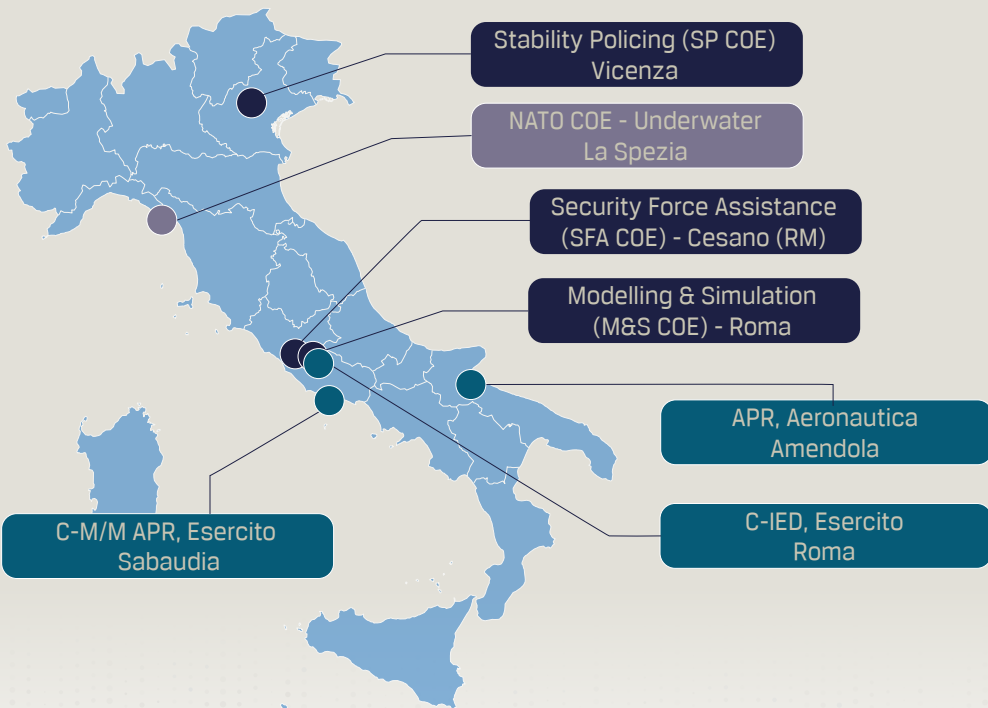 Stability Policing (SP COE)
Vicenza
NATO COE - Underwater
La Spezia
Security Force Assistance
(SFA COE) - Cesano (RM)
Modelling & Simulation
(M&S COE) - Roma
APR, Aeronautica
Amendola
C-IED, Esercito
Roma
C-M/M APR, Esercito
Sabaudia